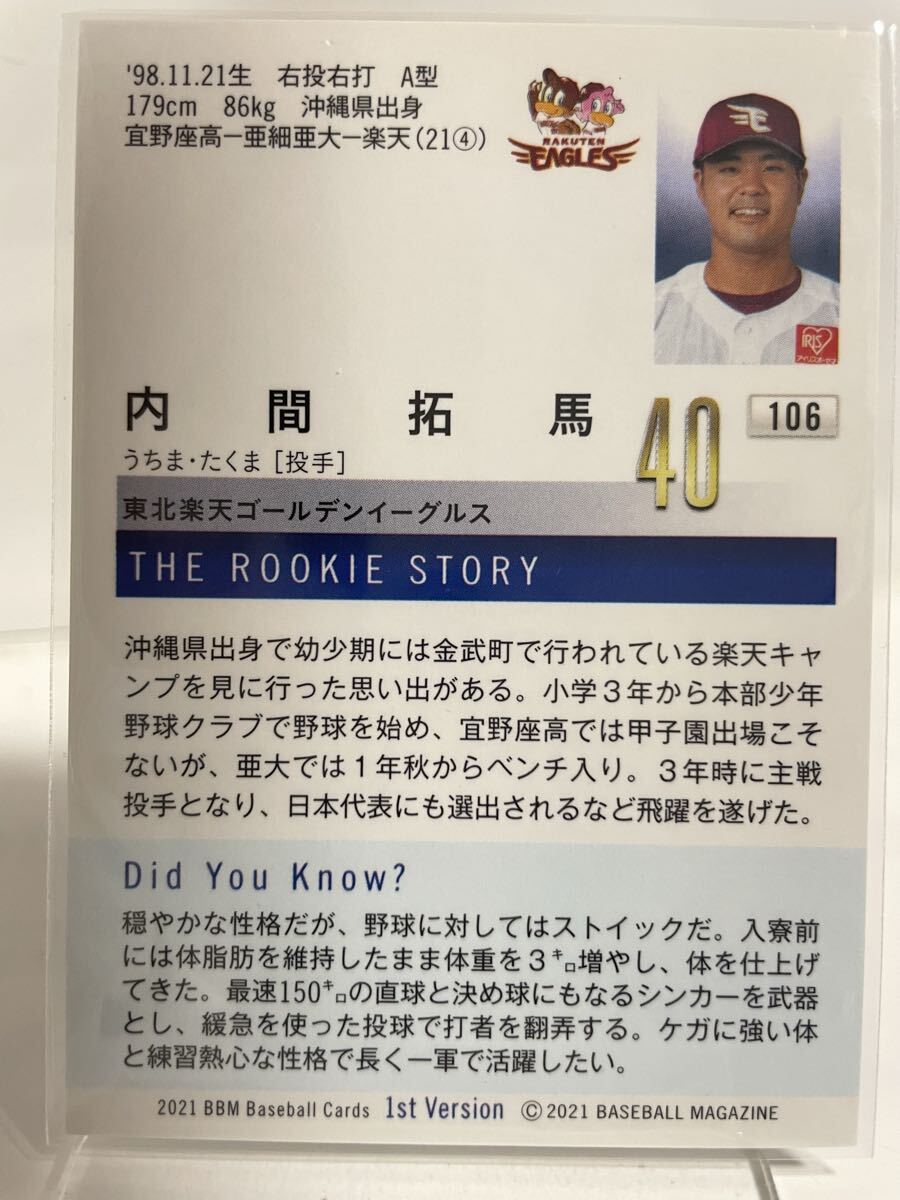 '98.11.21生　右投右打　A型
179cm　86kg　沖縄県出身
宜野座高ー亜細亜大ー楽天(21④)
RAKUTEN
EAGLES
IRIS
アイリスオーヤマ
内間拓馬
40
106
うちま・たくま［投手］
東北楽天ゴールデンイーグルス
THE ROOKIE STORY
沖縄県出身で幼少期には金武町で行われている楽天キャ
ンプを見に行った思い出がある。小学３年から本部少年
野球クラブで野球を始め、宜野座高では甲子園出場こそ
ないが、亜大では１年秋からベンチ入り。３年時に主戦
投手となり、日本代表にも選出されるなど飛躍を遂げた。
Did You Know?
穏やかな性格だが、野球に対してはストイックだ。入寮前
には体脂肪を維持したまま体重を３㌔増やし、体を仕上げ
てきた。最速150㌔の直球と決め球にもなるシンカーを武器
とし、緩急を使った投球で打者を翻弄する。ケガに強い体
と練習熱心な性格で長く一軍で活躍したい。
2021 BBM Baseball Cards 1st Version ©2021 BASEBALL MAGAZINE